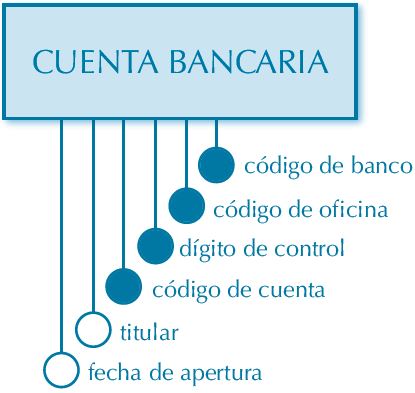 CUENTA BANCARIA
código de banco
código de oficina
dígito de control
código de cuenta
titular
fecha de apertura